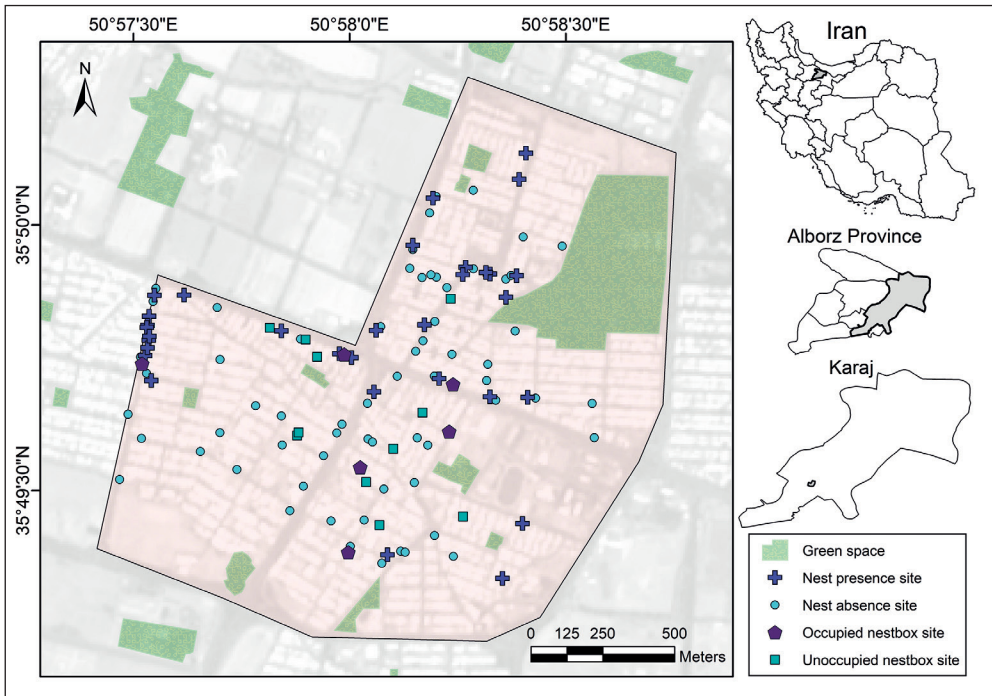 50°57'30"E 50°58'0"E 50°58'30"E
N
35°50'0"N
35°49'30"N
0 125 250 500
Meters
Iran
Alborz Province
Karaj
Green space
Nest presence site
Nest absence site
Occupied nestbox site
Unoccupied nestbox site